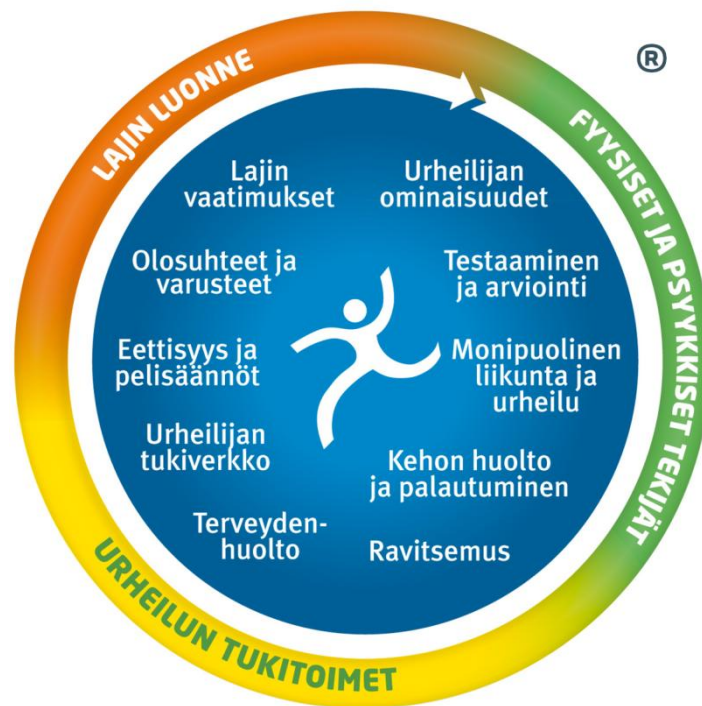 ®
LAJIN LUONNE
FYYSISET JA PSYYKKISET TEKIJÄT
URHEILUN TUKITOIMET
Lajin
vaatimukset
Urheilijan
ominaisuudet
Olosuhteet ja
varusteet
Testaaminen
ja arviointi
Eettisyys ja
pelisäännöt
Monipuolinen
liikunta ja
urheilu
Urheilijan
tukiverkko
Kehon huolto
ja palautuminen
Terveyden-
huolto
Ravitsemus